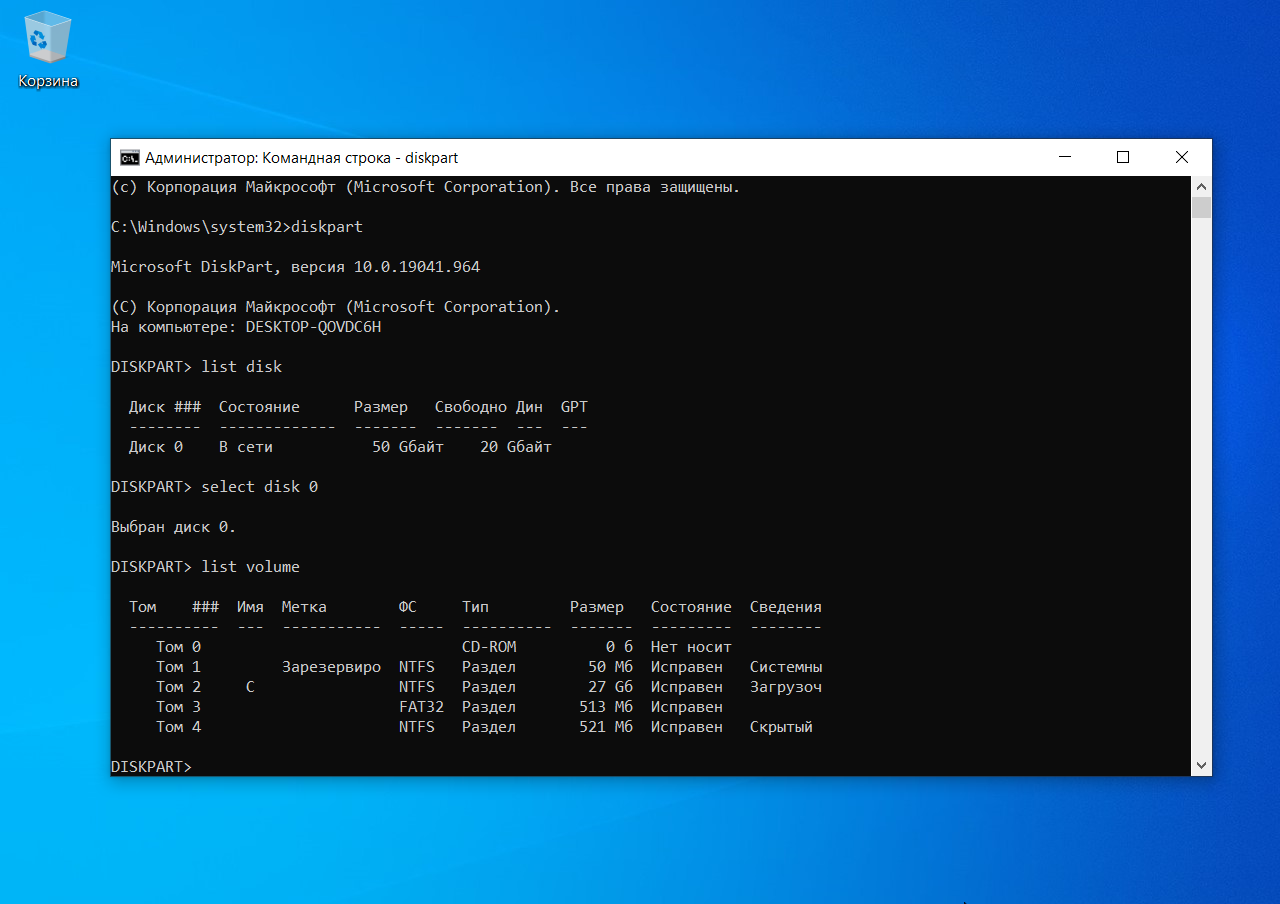 Корзина
Администратор: Командная строка - diskpart
(c) Корпорация Майкрософт (Microsoft Corporation). Все права защищены.
C:\Windows\system32>diskpart
Microsoft DiskPart, версия 10.0.19041.964
(C) Корпорация Майкрософт (Microsoft Corporation).
На компьютере: DESKTOP-QOVDC6H
DISKPART> list disk
Диск ### Состояние Размер Свободно Дин GPT
-------- ------------- ------- ------- --- ---
Диск 0 В сети 50 Gбайт 20 Gбайт
DISKPART> select disk 0
Выбран диск 0.
DISKPART> list volume
Том ### Имя Метка ФС Тип Размер Состояние Сведения
---------- --- ----------- ----- ---------- ------- --------- --------
Том 0 CD-ROM 0 б Нет носит
Том 1 Зарезервиро NTFS Раздел 50 Mб Исправен Системны
Том 2 C NTFS Раздел 27 Gб Исправен Загрузоч
Том 3 FAT32 Раздел 513 Mб Исправен
Том 4 NTFS Раздел 521 Mб Исправен Скрытый
DISKPART>